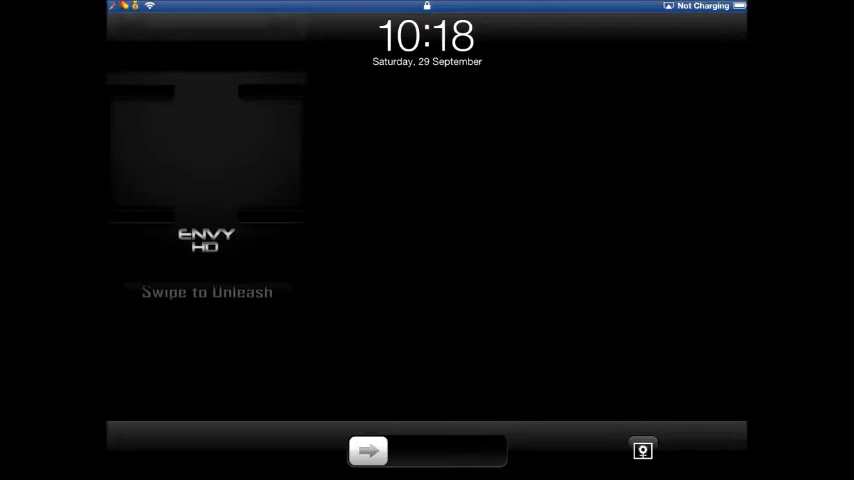 Not Charging
10:18
Saturday, 29 September
ENVY
HD
Swipe to Unleash